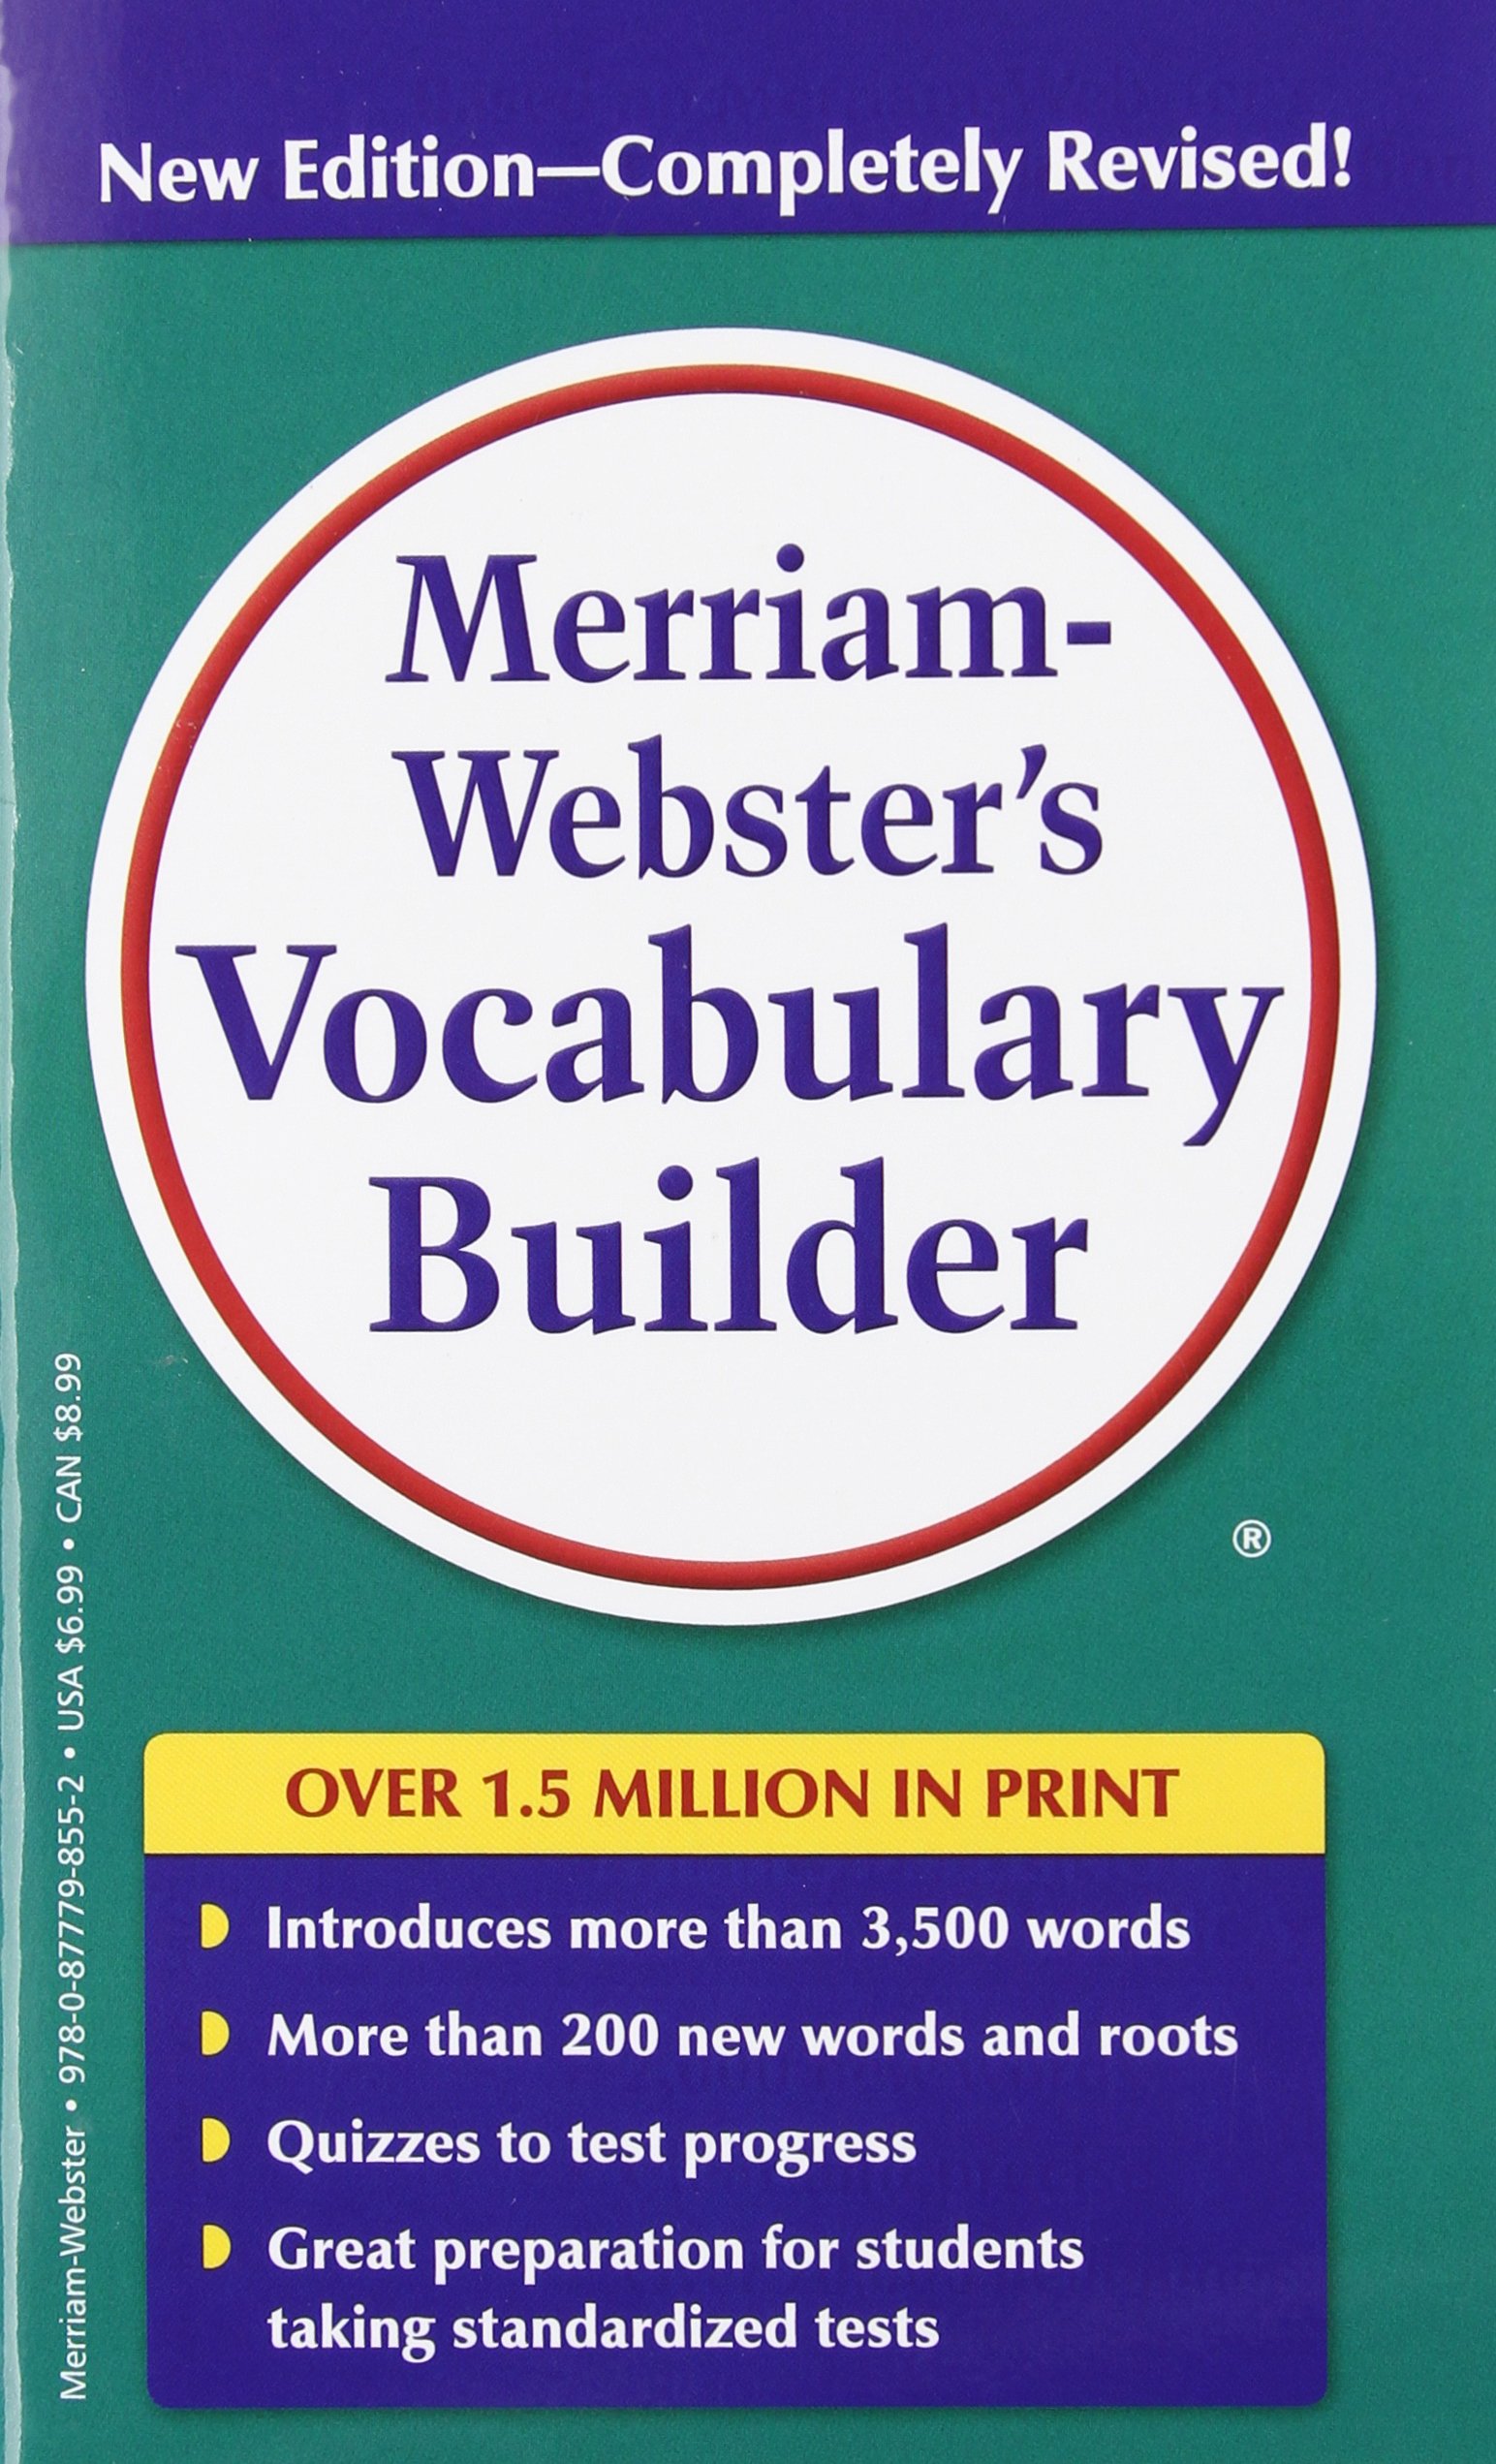 New Edition—Completely Revised!
Merriam-
Webster's
Vocabulary
Builder
®
Merriam-Webster • 978-0-87779-855-2 • USA $6.99 • CAN $8.99
OVER 1.5 MILLION IN PRINT
Introduces more than 3,500 words
More than 200 new words and roots
Quizzes to test progress
Great preparation for students
taking standardized tests